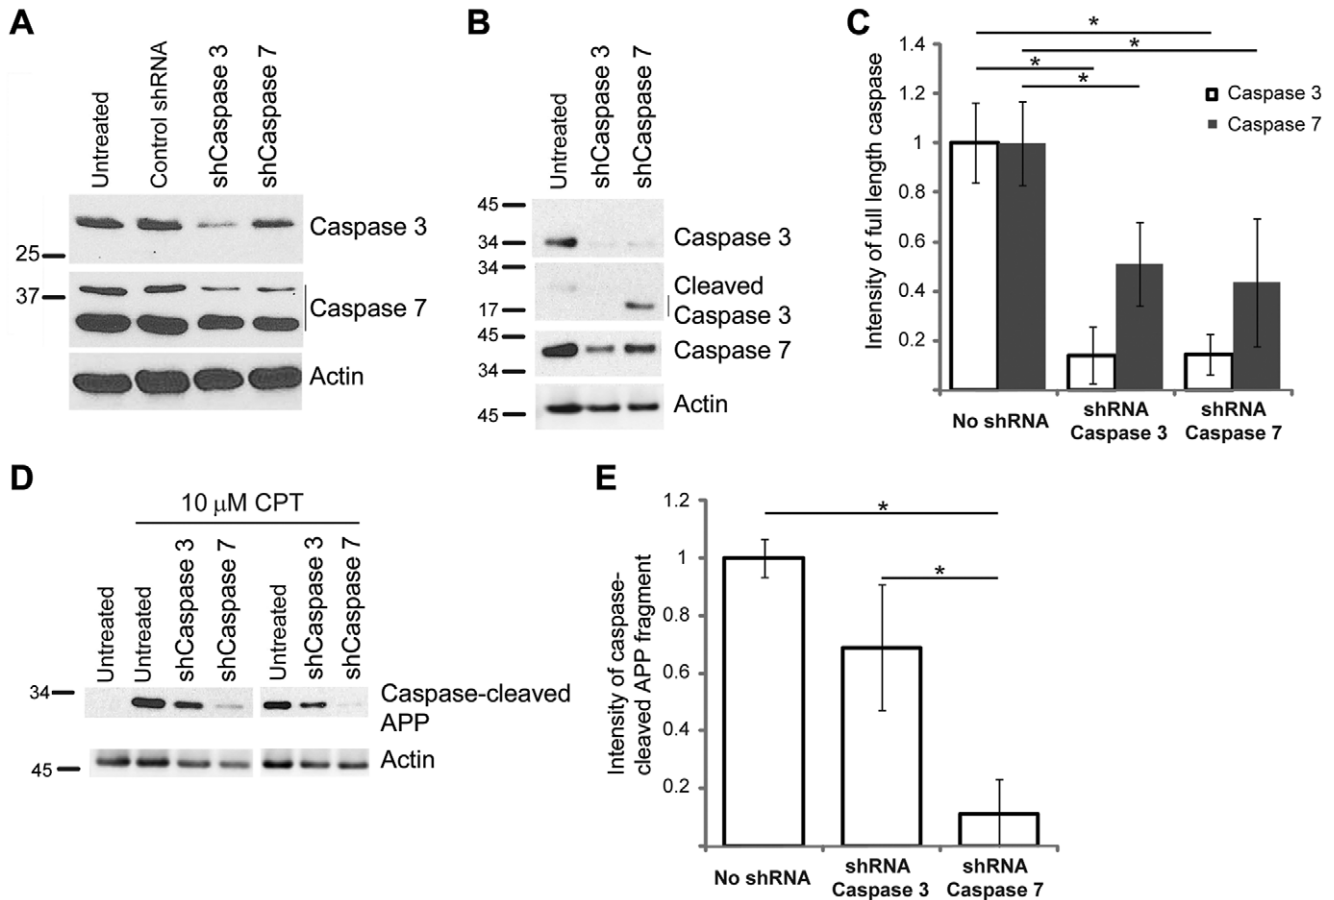 A
Untreated
Control shRNA
shCaspase 3
shCaspase 7
Caspase 3
25
37
Caspase 7
Actin
B
Untreated
shCaspase 3
shCaspase 7
45
34
Caspase 3
34
Cleaved
17
Caspase 3
45
Caspase 7
34
Actin
45
C
Intensity of full length caspase
1.4
1.2
1
0.8
0.6
0.4
0.2
*
*
*
*
Caspase 3
Caspase 7
No shRNA
shRNA
Caspase 3
shRNA
Caspase 7
D
10 μM CPT
Untreated
Untreated
shCaspase 3
shCaspase 7
Untreated
shCaspase 3
shCaspase 7
34
Caspase-cleaved
APP
Actin
45
E
Intensity of caspase-
cleaved APP fragment
1.2
1
0.8
0.6
0.4
0.2
*
*
No shRNA
shRNA
Caspase 3
shRNA
Caspase 7